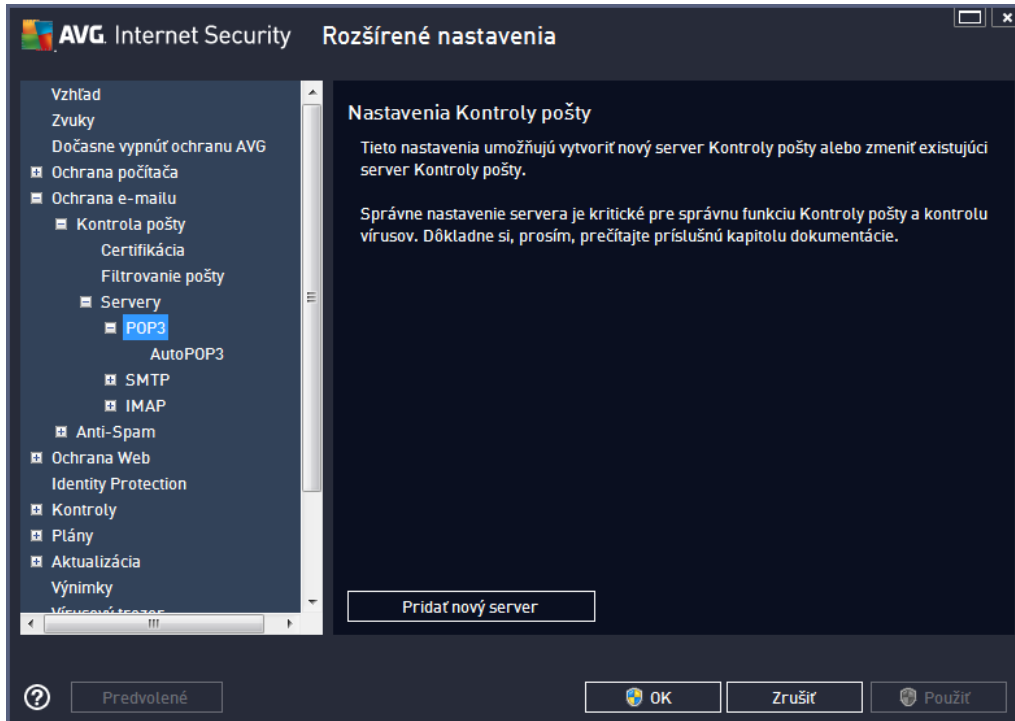 AVG. Internet Security
Rozšírené nastavenia
Vzhľad
Zvuky
Dočasne vypnúť ochranu AVG
Ochrana počítača
Ochrana e-mailu
Kontrola pošty
Certifikácia
Filtrovanie pošty
Servery
POP3
AutoPOP3
SMTP
IMAP
Anti-Spam
Ochrana Web
Identity Protection
Kontroly
Plány
Aktualizácia
Výnimky
Vírusový trezor
Nastavenia Kontroly pošty
Tieto nastavenia umožňujú vytvoriť nový server Kontroly pošty alebo zmeniť existujúci
server Kontroly pošty.
Správne nastavenie servera je kritické pre správnu funkciu Kontroly pošty a kontrolu
vírusov. Dôkladne si, prosím, prečítajte príslušnú kapitolu dokumentácie.
Pridať nový server
Predvolené
OK
Zrušiť
Použiť